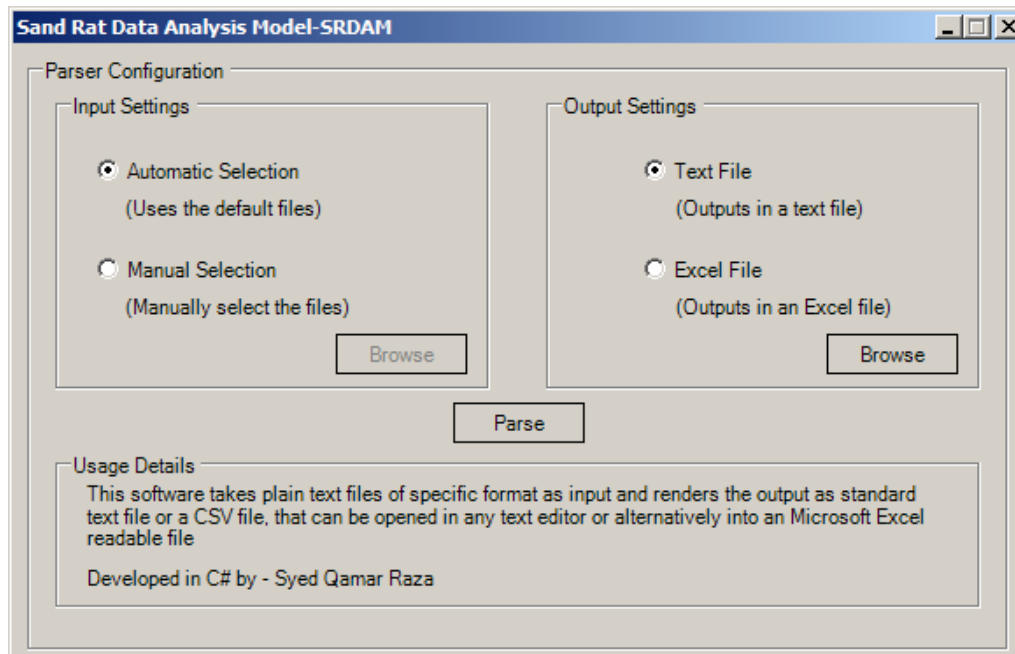 Sand Rat Data Analysis Model-SRDAM
Parser Configuration
Input Settings
Automatic Selection
(Uses the default files)
Manual Selection
(Manually select the files)
Browse
Output Settings
Text File
(Outputs in a text file)
Excel File
(Outputs in an Excel file)
Browse
Parse
Usage Details
This software takes plain text files of specific format as input and renders the output as standard
text file or a CSV file, that can be opened in any text editor or alternatively into an Microsoft Excel
readable file
Developed in C# by - Syed Qamar Raza